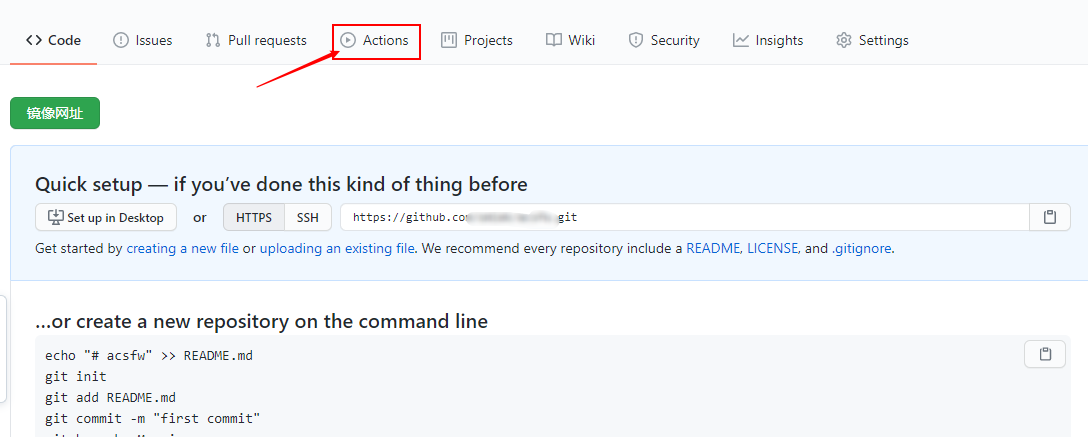 Code Issues Pull requests Actions Projects Wiki Security Insights Settings
镜像网址
Quick setup — if you’ve done this kind of thing before
Set up in Desktop or HTTPS SSH https://github.co .git
Get started by creating a new file or uploading an existing file. We recommend every repository include a README, LICENSE, and .gitignore.
…or create a new repository on the command line
echo "# acsfw" >> README.md
git init
git add README.md
git commit -m "first commit"